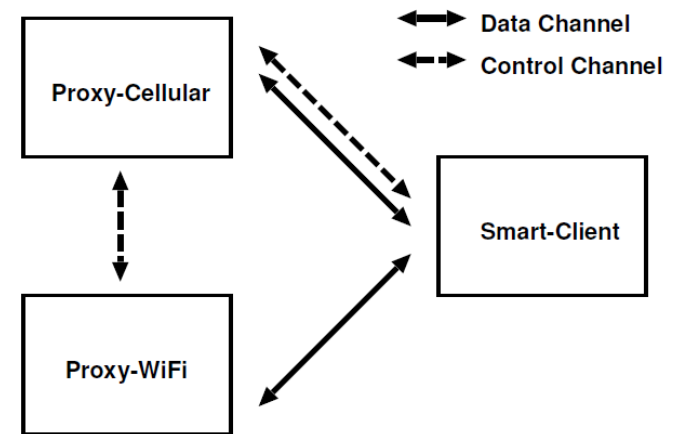 Data Channel
Control Channel
Proxy-Cellular
Smart-Client
Proxy-WiFi